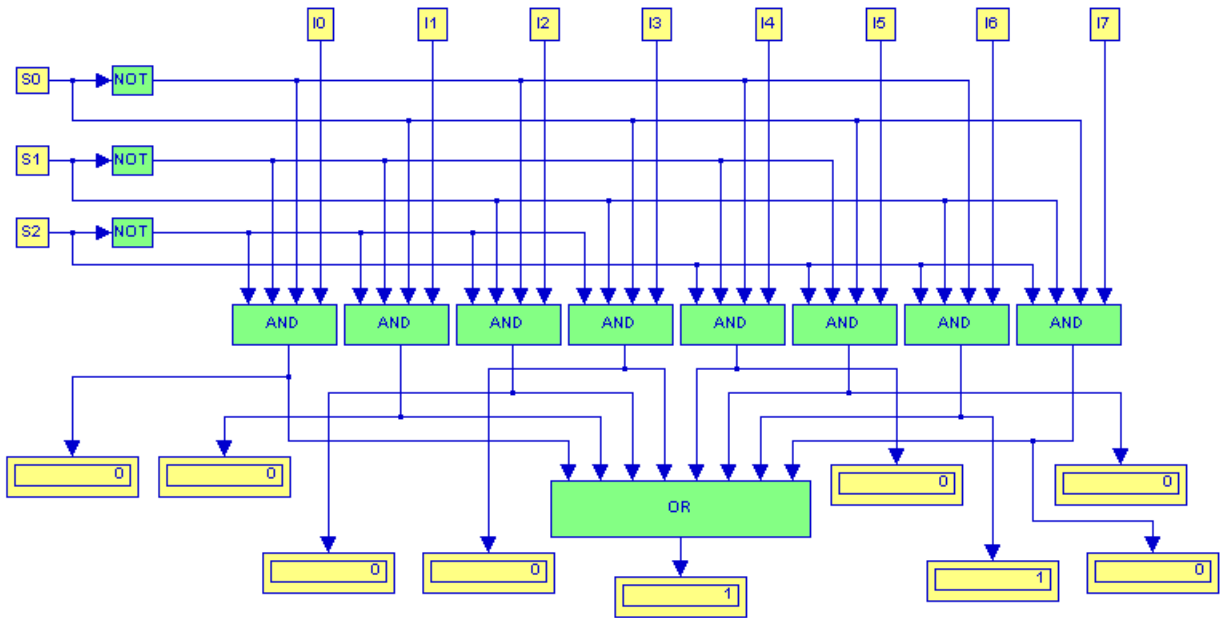 I0 I1 I2 I3 I4 I5 I6 I7
S0 NOT
S1 NOT
S2 NOT
AND AND AND AND AND AND AND AND
0 0 0 0
OR
0 0 1 0
1